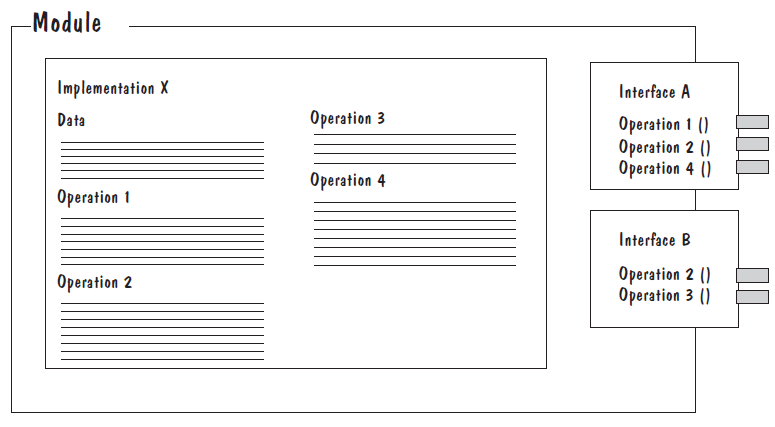 Module
Implementation X
Data
Operation 1
Operation 2
Operation 3
Operation 4
Interface A
Operation 1 ()
Operation 2 ()
Operation 4 ()
Interface B
Operation 2 ()
Operation 3 ()